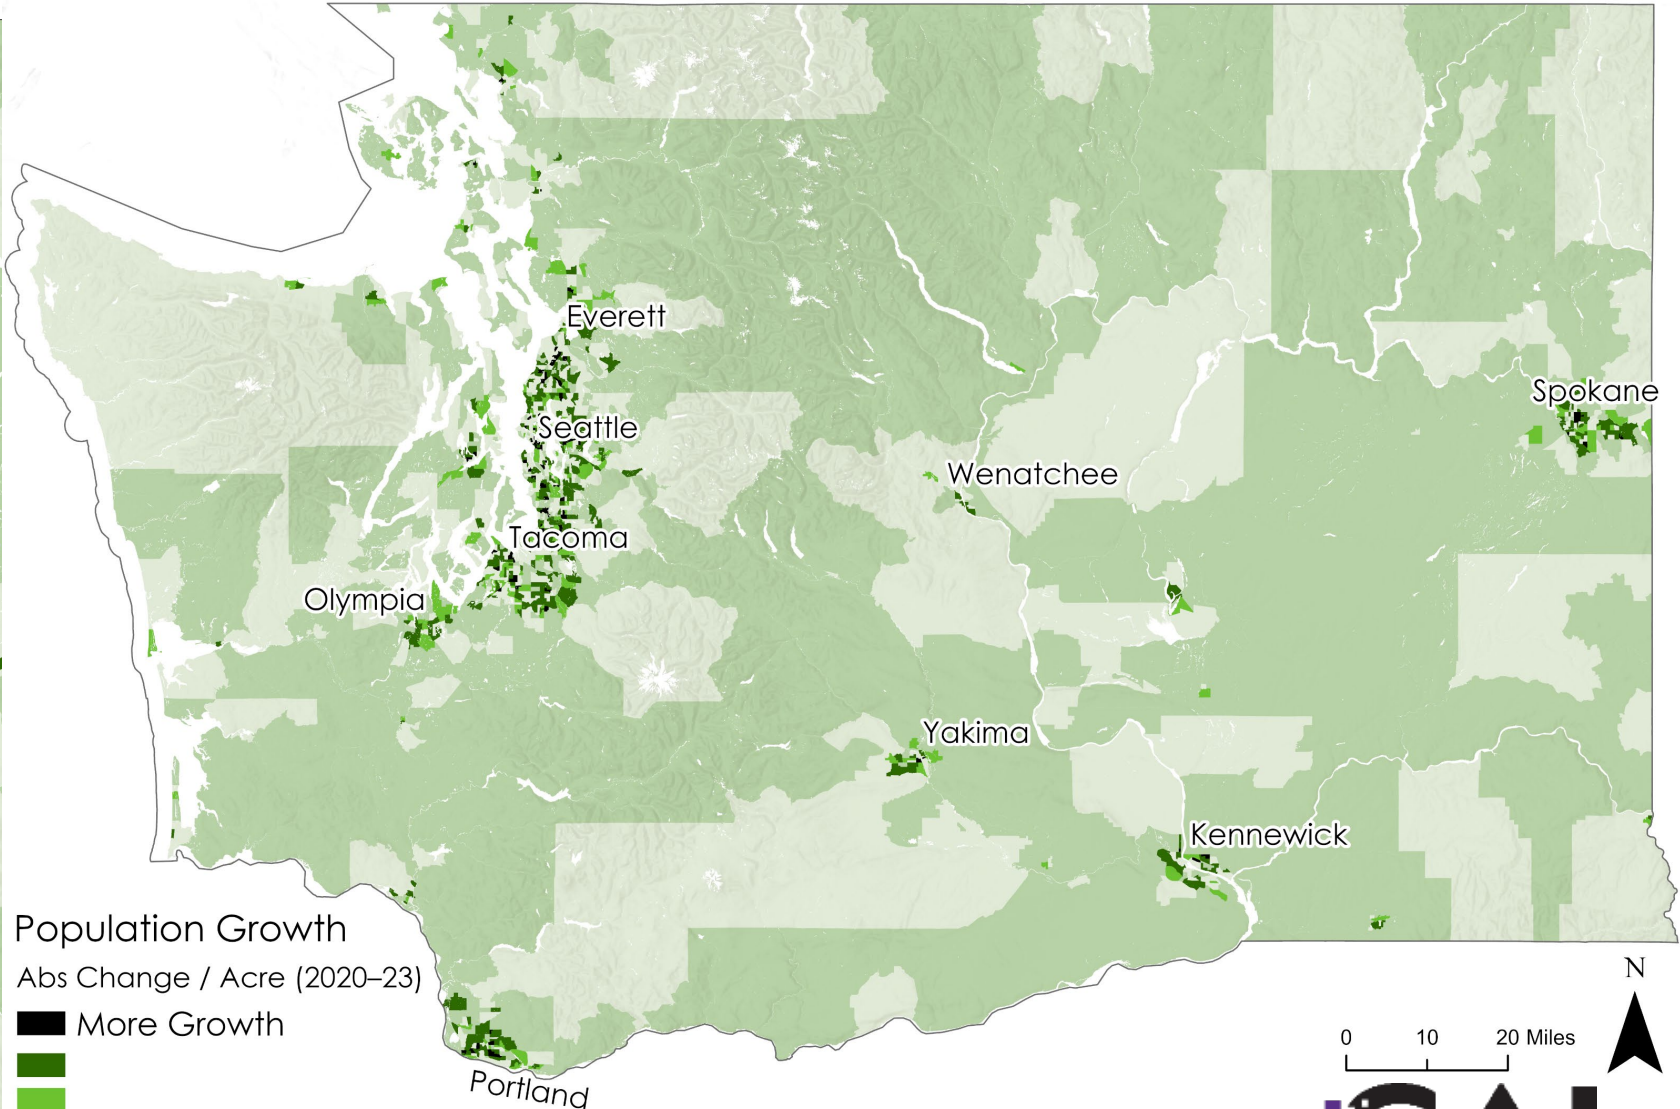 Everett
Spokane
Seattle
Wenatchee
Tacoma
Olympia
Yakima
Kennewick
Population Growth
Abs Change / Acre (2020–23)
More Growth
Portland
N
0 10 20 Miles